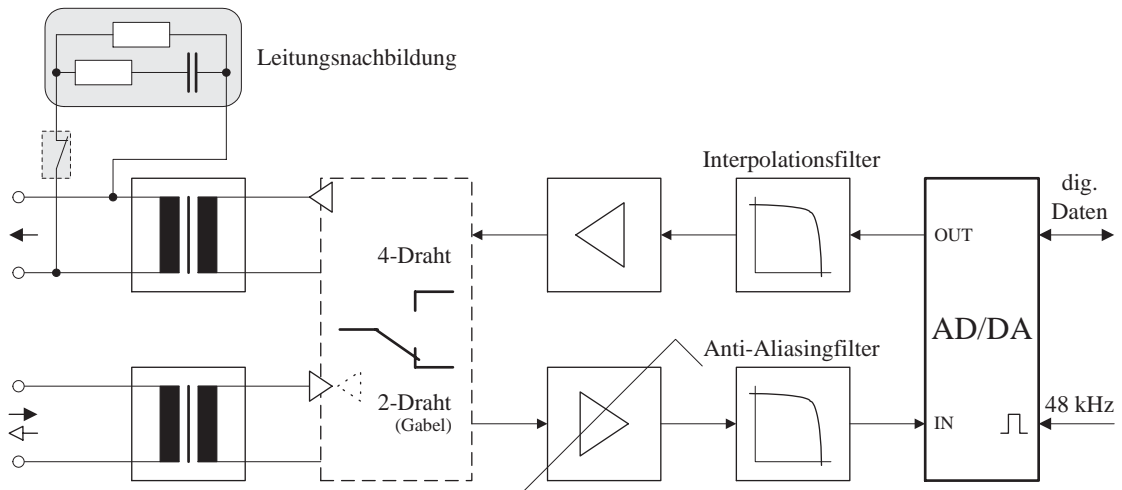 Leitungsnachbildung
Interpolationsfilter
dig.
Daten
OUT
4-Draht
AD/DA
Anti-Aliasingfilter
2-Draht
(Gabel)
IN
48 kHz